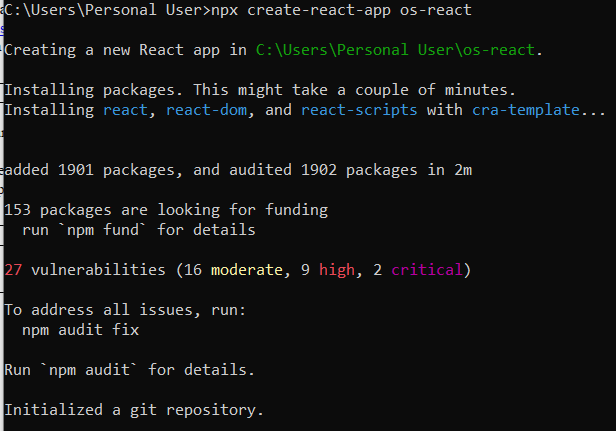 C:\Users\Personal User>npx create-react-app os-react
Creating a new React app in C:\Users\Personal User\os-react.
Installing packages. This might take a couple of minutes.
Installing react, react-dom, and react-scripts with cra-template...
added 1901 packages, and audited 1902 packages in 2m
153 packages are looking for funding
  run `npm fund` for details
27 vulnerabilities (16 moderate, 9 high, 2 critical)
To address all issues, run:
  npm audit fix
Run `npm audit` for details.
Initialized a git repository.